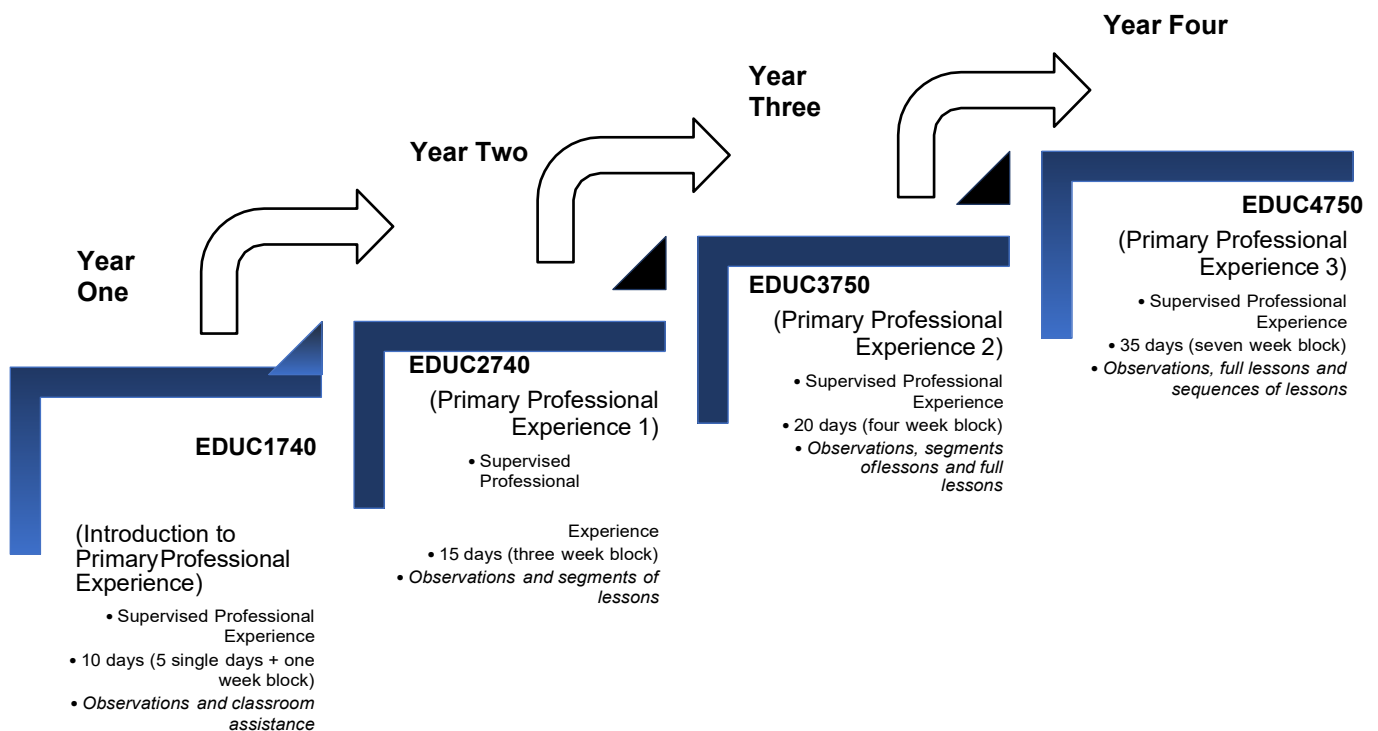 Year
One
EDUC1740
(Introduction to
PrimaryProfessional
Experience)
• Supervised Professional
Experience
• 10 days (5 single days + one
week block)
• Observations and classroom
assistance
Year Two
EDUC2740
(Primary Professional
Experience 1)
• Supervised
Professional
Experience
• 15 days (three week block)
• Observations and segments of
lessons
Year
Three
EDUC3750
(Primary Professional
Experience 2)
• Supervised Professional
Experience
• 20 days (four week block)
• Observations, segments
oflessons and full
lessons
Year Four
EDUC4750
(Primary Professional
Experience 3)
• Supervised Professional
Experience
• 35 days (seven week block)
• Observations, full lessons and
sequences of lessons